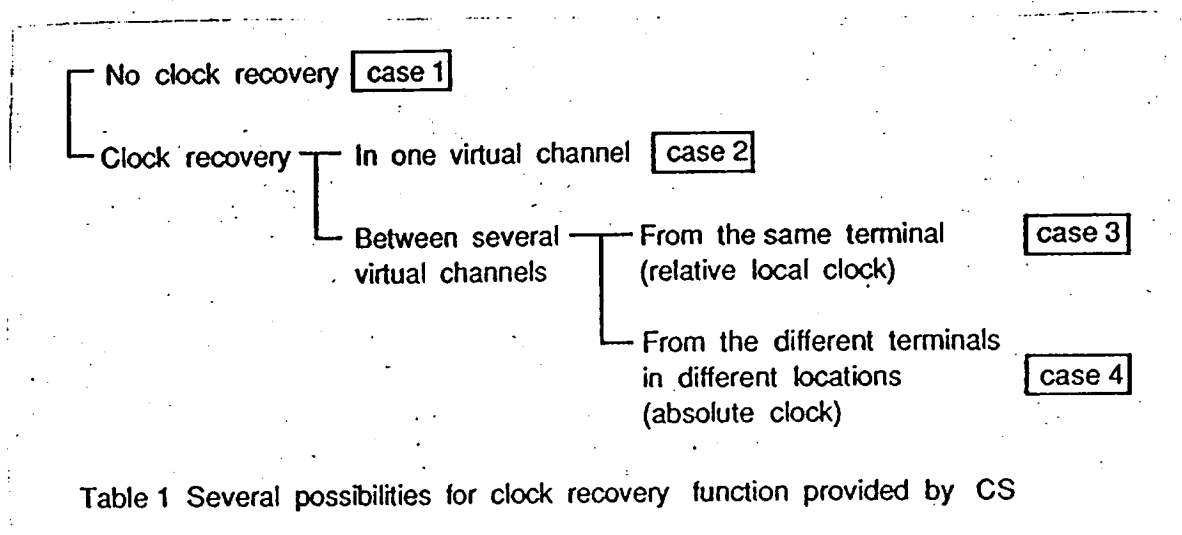 No clock recovery case 1
Clock recovery In one virtual channel case 2
Between several virtual channels
From the same terminal (relative local clock) case 3
From the different terminals in different locations (absolute clock) case 4
Table 1 Several possibilities for clock recovery function provided by CS